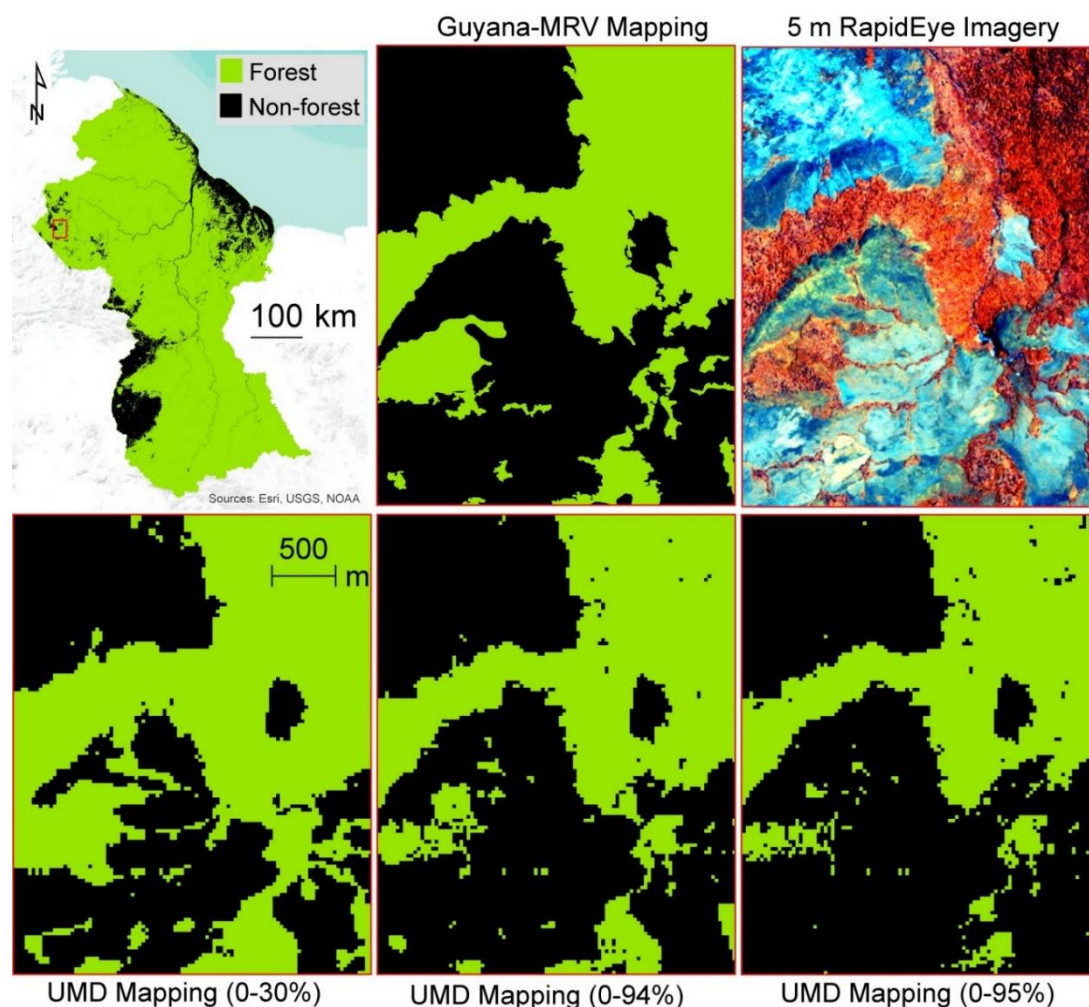 Guyana-MRV Mapping
5 m RapidEye Imagery
N
Forest
Non-forest
100 km
Sources: Esri, USGS, NOAA
500
m
UMD Mapping (0-30%)
UMD Mapping (0-94%)
UMD Mapping (0-95%)